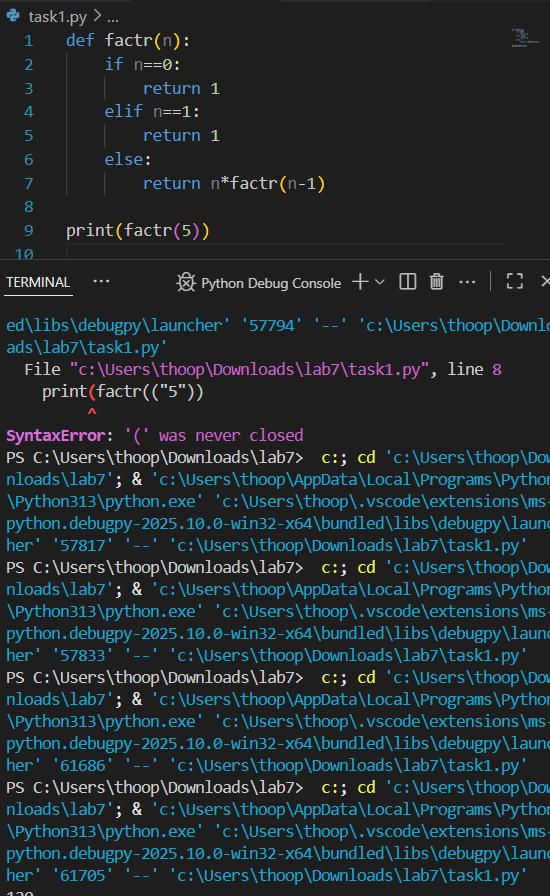 task1.py > ...
1 def factr(n):
2 if n==0:
3 return 1
4 elif n==1:
5 return 1
6 else:
7 return n*factr(n-1)
8
9 print(factr(5))
10
TERMINAL ... Python Debug Console
ed\libs\debugpy\launcher' '57794' '--' 'c:\Users\thoop\Downlo
ads\lab7\task1.py'
File "c:\Users\thoop\Downloads\lab7\task1.py", line 8
print(factr(("5"))
^
SyntaxError: '(' was never closed
PS C:\Users\thoop\Downloads\lab7> c:; cd 'c:\Users\thoop\Dow
nloads\lab7'; & 'c:\Users\thoop\AppData\Local\Programs\Python
\Python313\python.exe' 'c:\Users\thoop\.vscode\extensions\ms-
python.debugpy-2025.10.0-win32-x64\bundled\libs\debugpy\launc
her' '57817' '--' 'c:\Users\thoop\Downloads\lab7\task1.py'
PS C:\Users\thoop\Downloads\lab7> c:; cd 'c:\Users\thoop\Dow
nloads\lab7'; & 'c:\Users\thoop\AppData\Local\Programs\Python
\Python313\python.exe' 'c:\Users\thoop\.vscode\extensions\ms-
python.debugpy-2025.10.0-win32-x64\bundled\libs\debugpy\launc
her' '57833' '--' 'c:\Users\thoop\Downloads\lab7\task1.py'
PS C:\Users\thoop\Downloads\lab7> c:; cd 'c:\Users\thoop\Dow
nloads\lab7'; & 'c:\Users\thoop\AppData\Local\Programs\Python
\Python313\python.exe' 'c:\Users\thoop\.vscode\extensions\ms-
python.debugpy-2025.10.0-win32-x64\bundled\libs\debugpy\launc
her' '61686' '--' 'c:\Users\thoop\Downloads\lab7\task1.py'
PS C:\Users\thoop\Downloads\lab7> c:; cd 'c:\Users\thoop\Dow
nloads\lab7'; & 'c:\Users\thoop\AppData\Local\Programs\Python
\Python313\python.exe' 'c:\Users\thoop\.vscode\extensions\ms-
python.debugpy-2025.10.0-win32-x64\bundled\libs\debugpy\launc
her' '61705' '--' 'c:\Users\thoop\Downloads\lab7\task1.py'
120